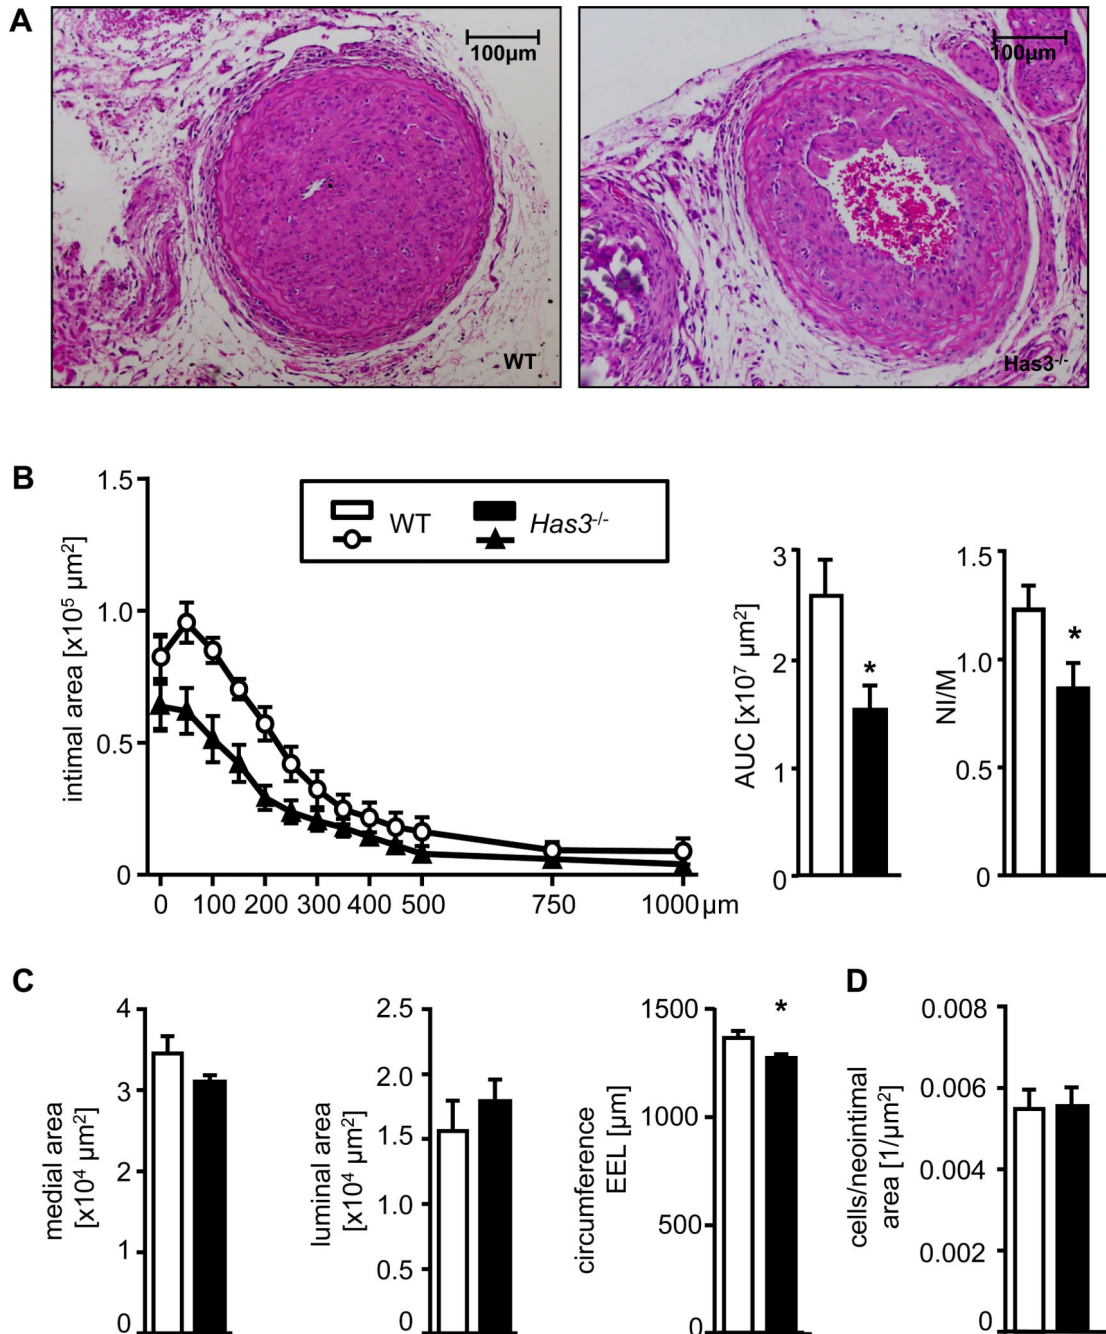 A
100µm
WT
100µm
Has3-/-
B
1.5
1.0
0.5
0
intimal area [x10⁵ µm²]
WT
Has3-/-
0 100 200 300 400 500 750 1000 µm
3
2
1
0
AUC [x10⁷ µm²]
*
1.5
1.0
0.5
0
NI/M
*
C
4
3
2
1
0
medial area
[x10⁴ µm²]
2.5
2.0
1.5
1.0
0.5
0
luminal area
[x10⁴ µm²]
1500
1000
500
0
circumference
EEL [µm]
*
D
0.008
0.006
0.004
0.002
0
cells/neointimal
area [1/µm²]